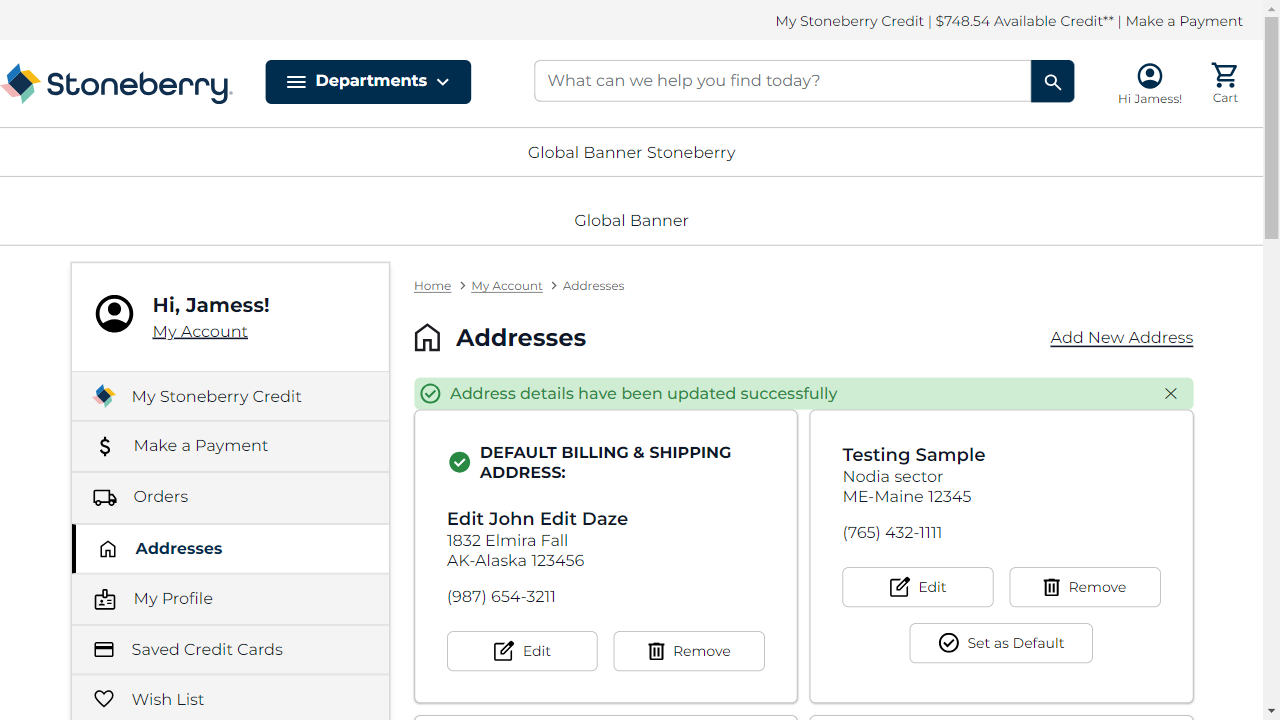 My Stoneberry Credit | $748.54 Available Credit** | Make a Payment
Stoneberry.
Departments
What can we help you find today?
Hi Jamess!
Cart
Global Banner Stoneberry
Global Banner
Hi, Jamess!
My Account
My Stoneberry Credit
Make a Payment
Orders
Addresses
My Profile
Saved Credit Cards
Wish List
Home > My Account > Addresses
Addresses
Add New Address
Address details have been updated successfully
DEFAULT BILLING & SHIPPING
ADDRESS:
Edit John Edit Daze
1832 Elmira Fall
AK-Alaska 123456
(987) 654-3211
Edit
Remove
Testing Sample
Nodia sector
ME-Maine 12345
(765) 432-1111
Edit
Remove
Set as Default